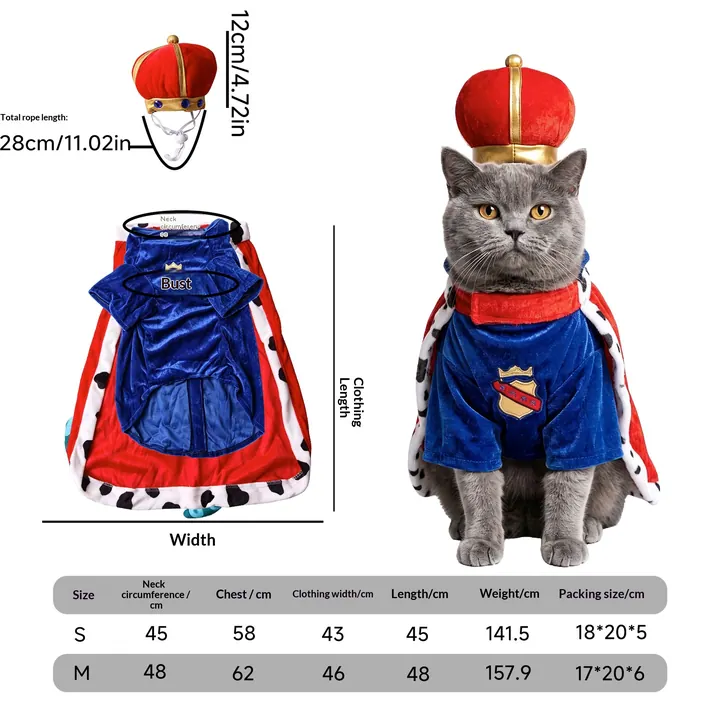 12cm/4.72in
Total rope length:
28cm/11.02in
Neck
circumference
Bust
Clothing
Length
Width
Size Neck circumference / cm Chest / cm Clothing width/cm Length/cm Weight/cm Packing size/cm
S 45 58 43 45 141.5 18*20*5
M 48 62 46 48 157.9 17*20*6